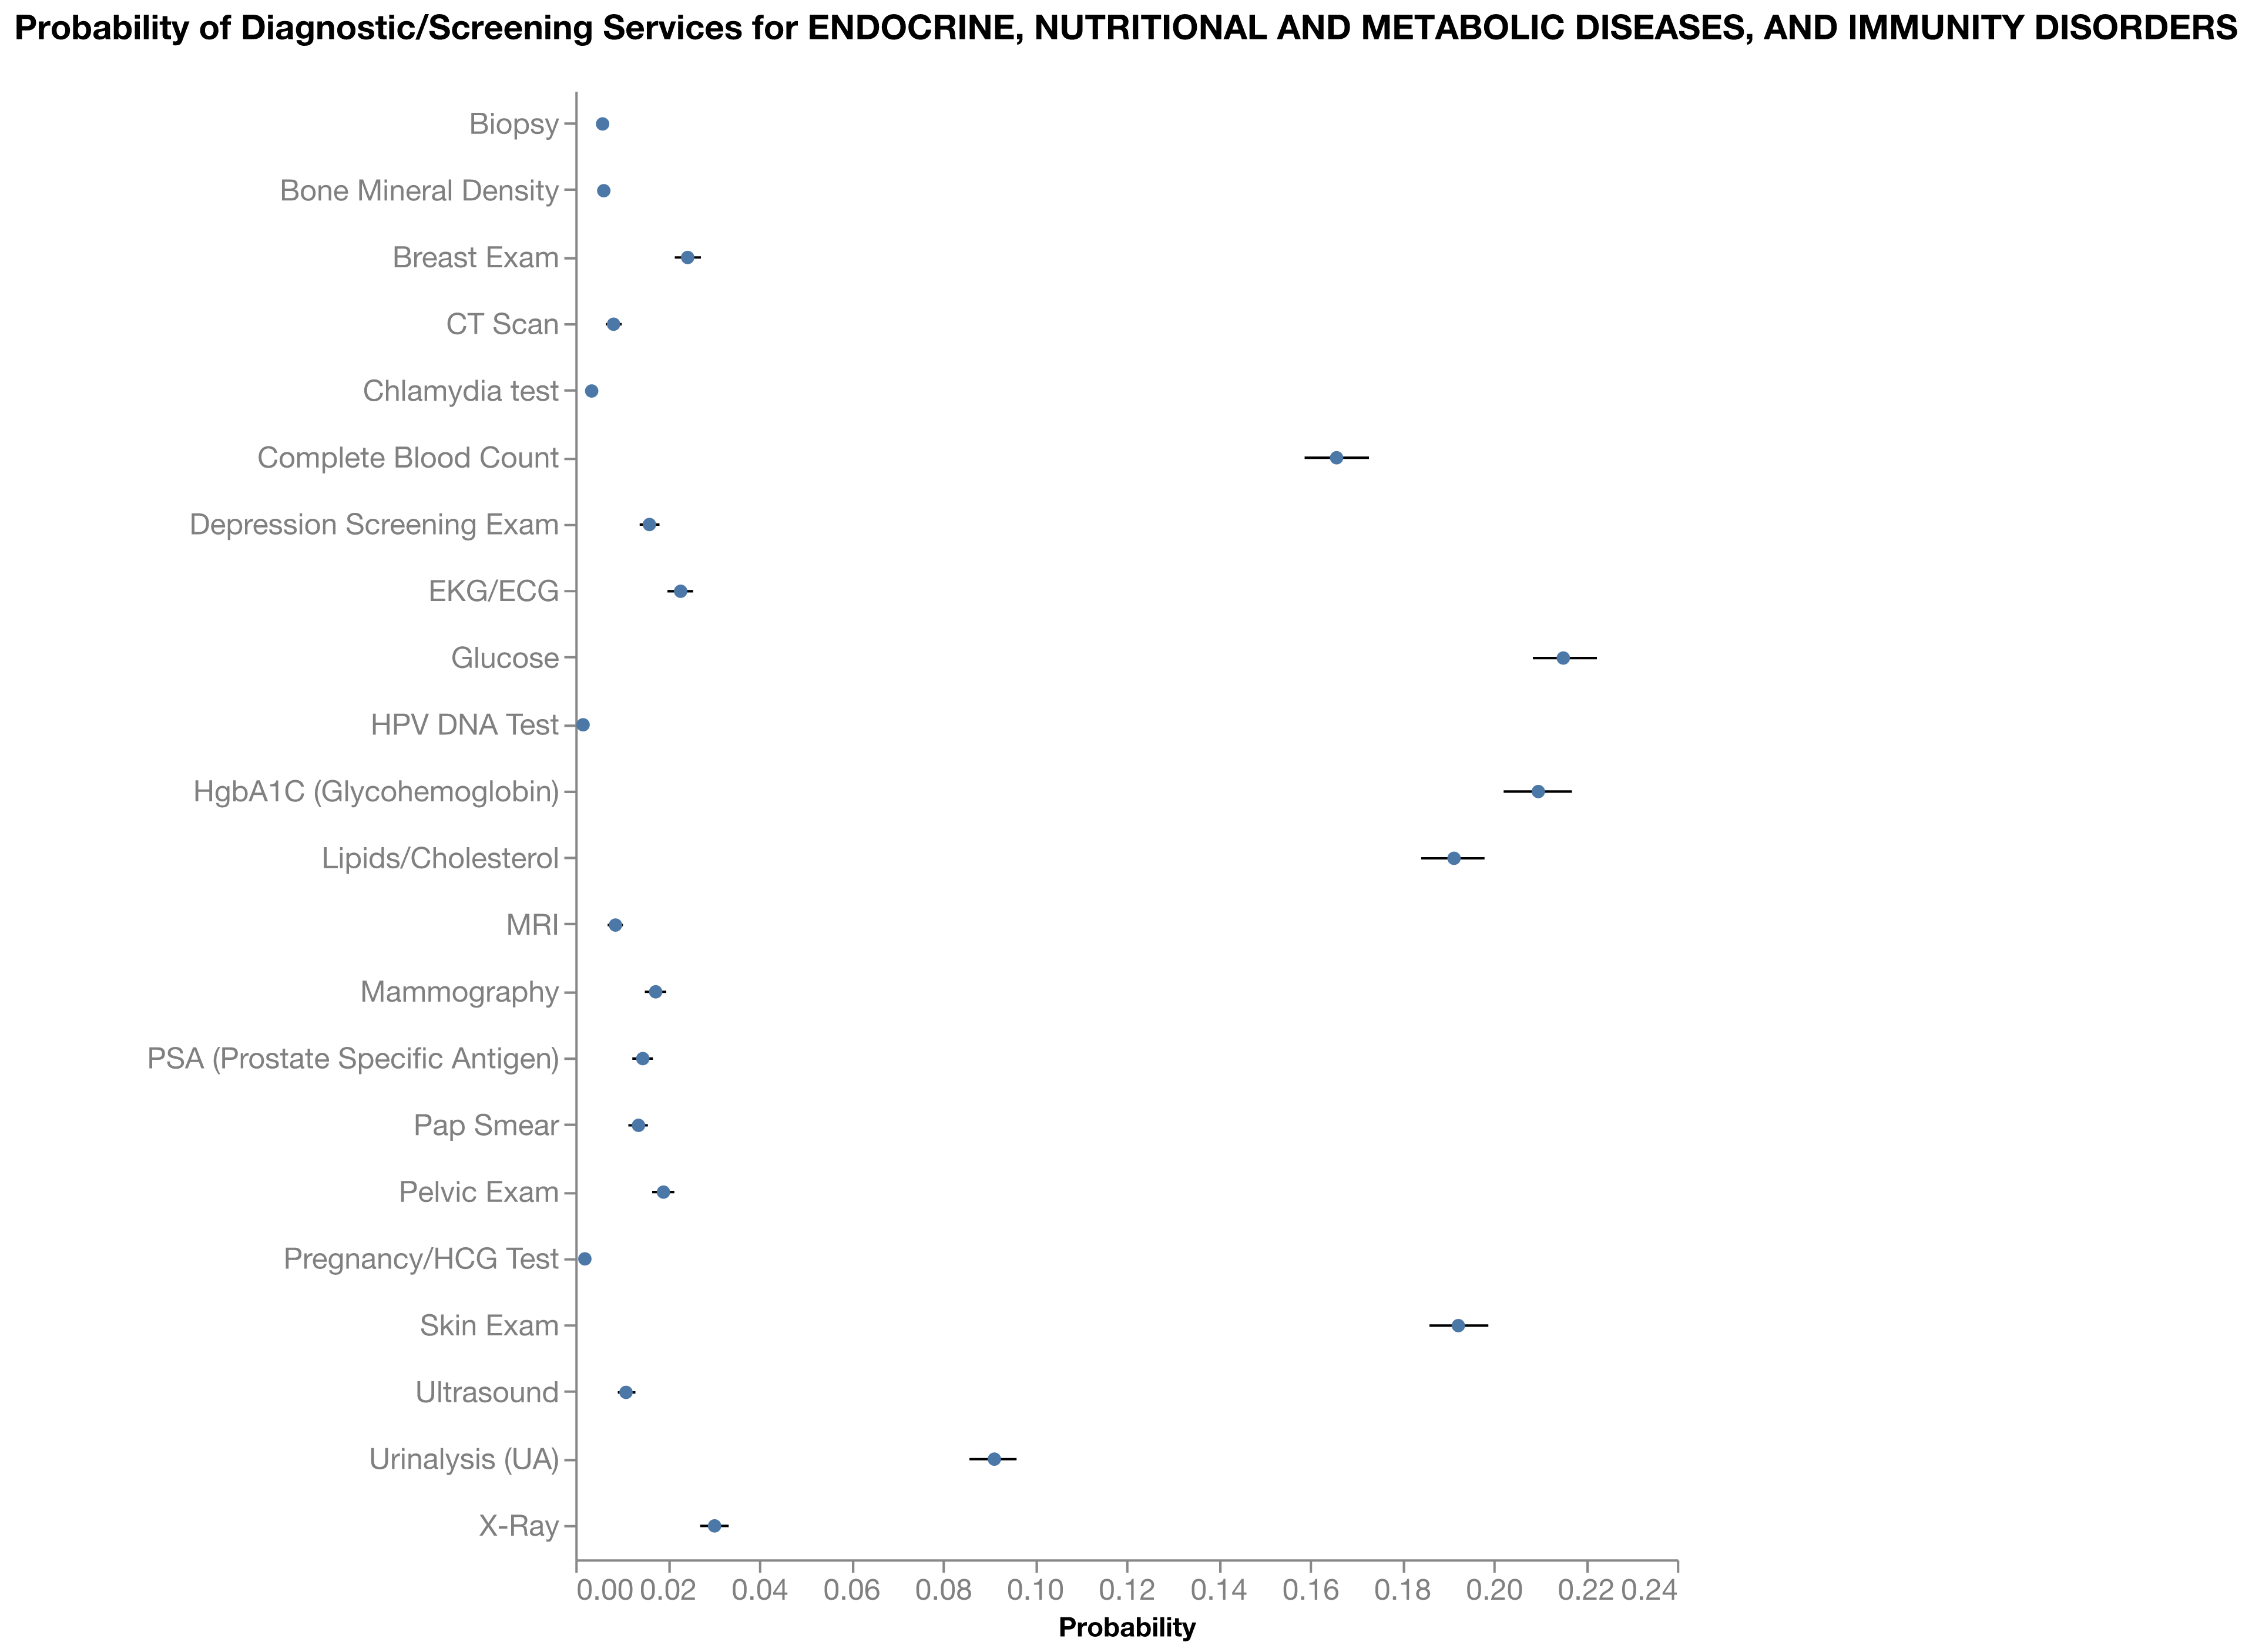 Probability of Diagnostic/Screening Services for ENDOCRINE, NUTRITIONAL AND METABOLIC DISEASES, AND IMMUNITY DISORDERS
Biopsy
Bone Mineral Density
Breast Exam
CT Scan
Chlamydia test
Complete Blood Count
Depression Screening Exam
EKG/ECG
Glucose
HPV DNA Test
HgbA1C (Glycohemoglobin)
Lipids/Cholesterol
MRI
Mammography
PSA (Prostate Specific Antigen)
Pap Smear
Pelvic Exam
Pregnancy/HCG Test
Skin Exam
Ultrasound
Urinalysis (UA)
X-Ray
0.00 0.02 0.04 0.06 0.08 0.10 0.12 0.14 0.16 0.18 0.20 0.22 0.24
Probability